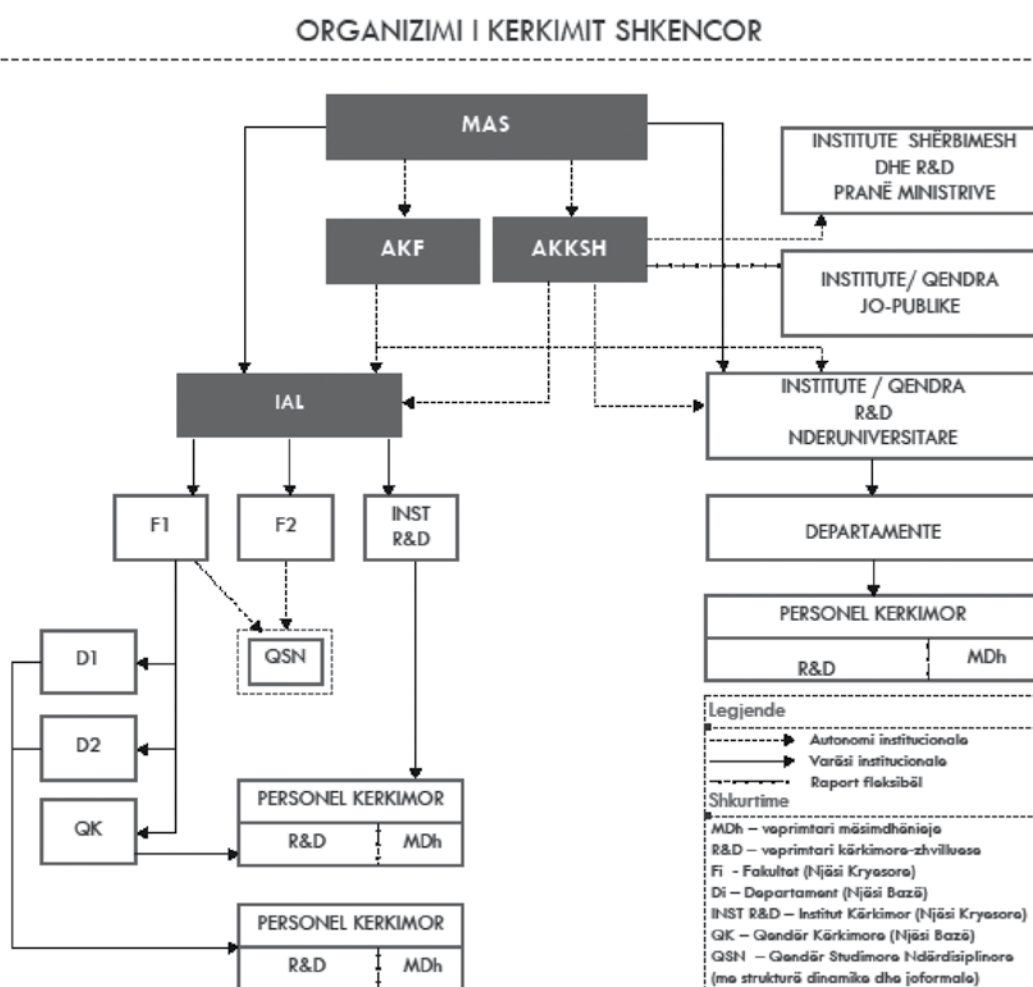 ORGANIZIMI I KERKIMIT SHKENCOR
MAS
INSTITUTE SHËRBIMESH
DHE R&D
PRANË MINISTRIVE
AKF
AKKSH
INSTITUTE/ QENDRA
JO-PUBLIKE
IAL
INSTITUTE / QENDRA
R&D
NDERUNIVERSITARE
F1
F2
INST
R&D
DEPARTAMENTE
PERSONEL KERKIMOR
R&D
MDh
D1
QSN
D2
QK
PERSONEL KERKIMOR
R&D
MDh
PERSONEL KERKIMOR
R&D
MDh
Legjende
Autonomi institucionale
Varësi institucionale
Raport fleksibël
Shkurtime
MDh – veprimtari mësimdhënieje
R&D – veprimtari kërkimore-zhvilluese
Fi - Fakultet (Njësi Kryesore)
Di – Departament (Njësi Bazë)
INST R&D – Institut Kërkimor (Njësi Kryesore)
QK – Qendër Kërkimore (Njësi Bazë)
QSN – Qendër Studimore Ndërdisiplinore
(me strukturë dinamike dhe joformale)